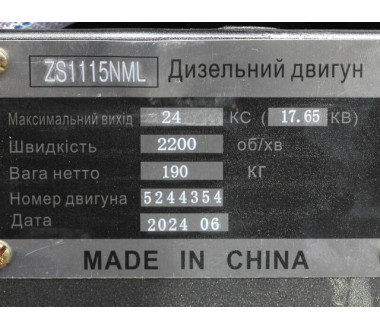 ZS1115NML Дизельний двигун
Максимальний вихід 24 КС ( 17.65 КВ)
Швидкість 2200 об/хв
Вага нетто 190 КГ
Номер двигуна 5244354
Дата 2024 06
MADE IN CHINA